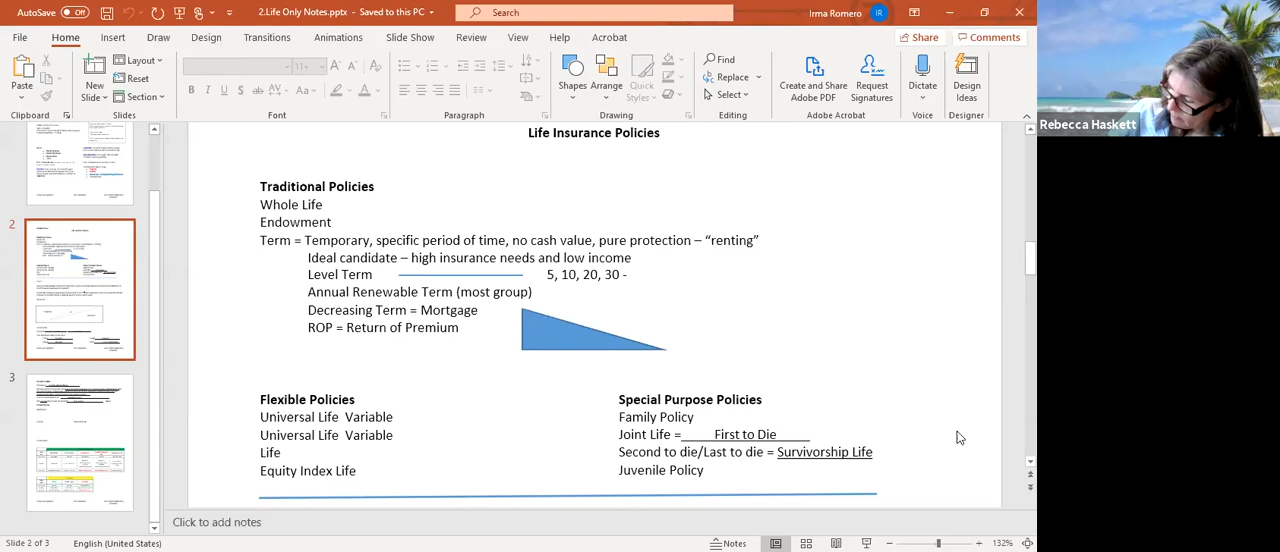 AutoSave Off 2.Life Only Notes.pptx - Saved to this PC Search Irma Romero IR
File Home Insert Draw Design Transitions Animations Slide Show Review View Help Acrobat Share Comments
Paste New Slide Layout Reset Section 11 Shapes Arrange Quick Styles Find Replace Select Create and Share Adobe PDF Request Signatures Dictate Design Ideas
Clipboard Slides Font Paragraph Drawing Editing Adobe Acrobat Voice Designer
Rebecca Haskett
Life Insurance Policies
Traditional Policies
Whole Life
Endowment
Term = Temporary, specific period of time, no cash value, pure protection – “renting”
Ideal candidate – high insurance needs and low income
Level Term 5, 10, 20, 30 -
Annual Renewable Term (most group)
Decreasing Term = Mortgage
ROP = Return of Premium
Flexible Policies
Universal Life Variable
Universal Life Variable
Life
Equity Index Life
Special Purpose Policies
Family Policy
Joint Life = First to Die
Second to die/Last to die = Survivorship Life
Juvenile Policy
2
3
Click to add notes
Slide 2 of 3 English (United States) Notes 132%